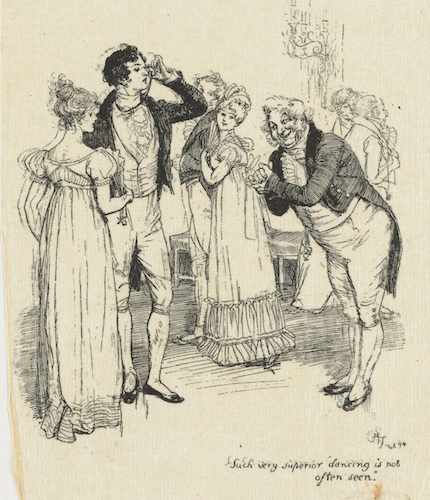 "Such very superior dancing is not
often seen."